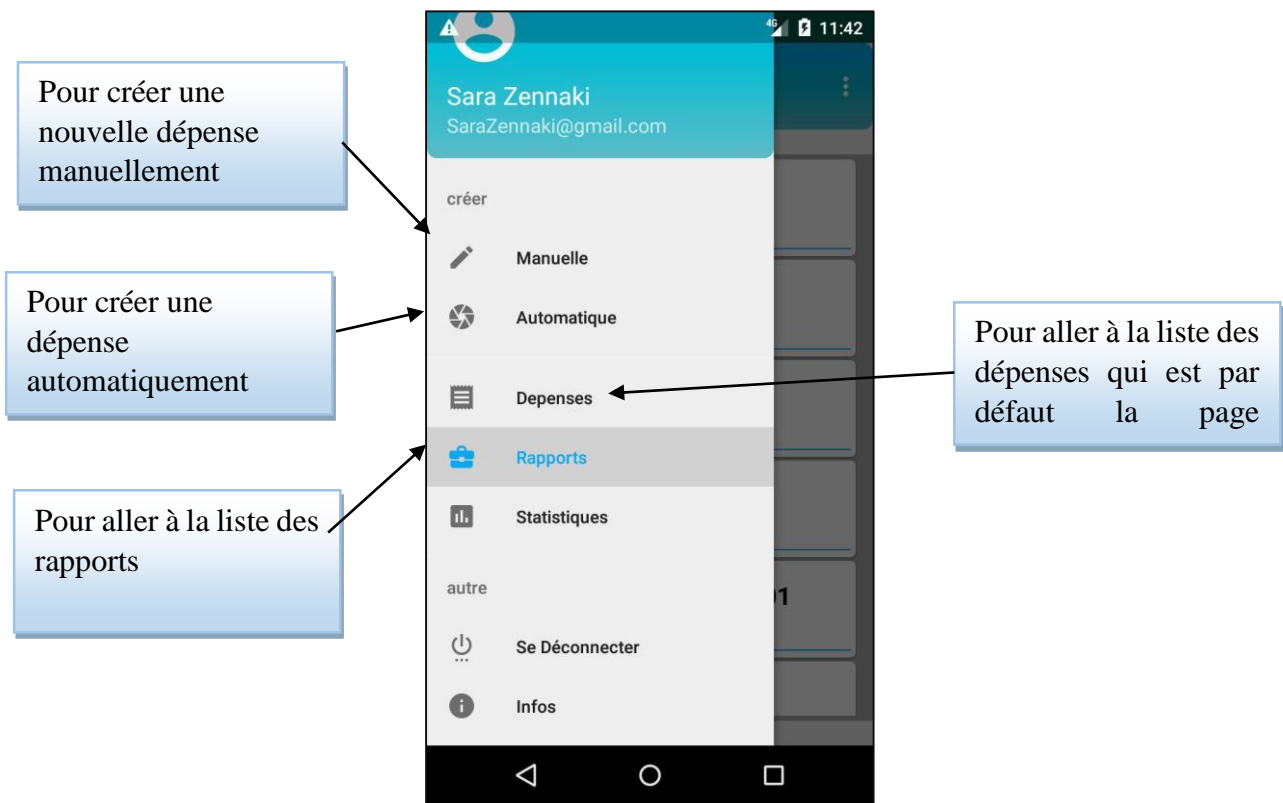 Pour créer une
nouvelle dépense
manuellement
Pour créer une
dépense
automatiquement
Pour aller à la liste des
rapports
4G 11:42
Sara Zennaki
SaraZennaki@gmail.com
créer
Manuelle
Automatique
Depenses
Rapports
Statistiques
autre
Se Déconnecter
Infos
Pour aller à la liste des
dépenses qui est par
défaut la page